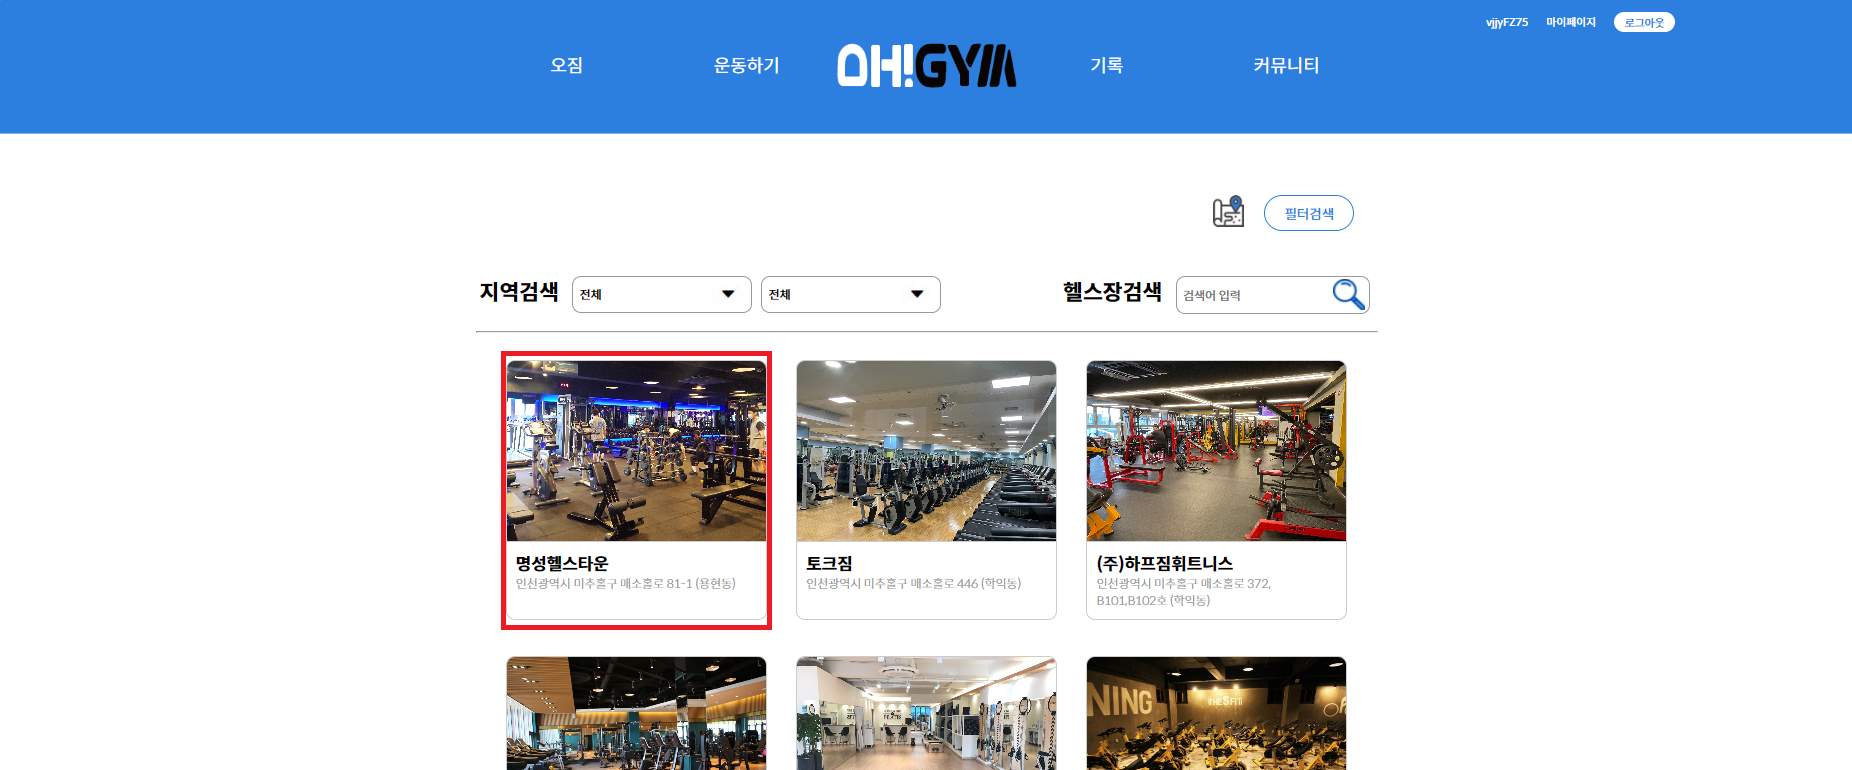 vjjyFZ75 마이페이지 로그아웃
오짐 운동하기 OH!GYM 기록 커뮤니티
필터검색
지역검색 전체 전체 헬스장검색 검색어 입력
명성헬스타운
인천광역시 미추홀구 매소홀로 81-1 (용현동)
토크짐
인천광역시 미추홀구 매소홀로 446 (학익동)
(주)하프짐휘트니스
인천광역시 미추홀구 매소홀로 372,
B101,B102호 (학익동)
NING THE SFIT